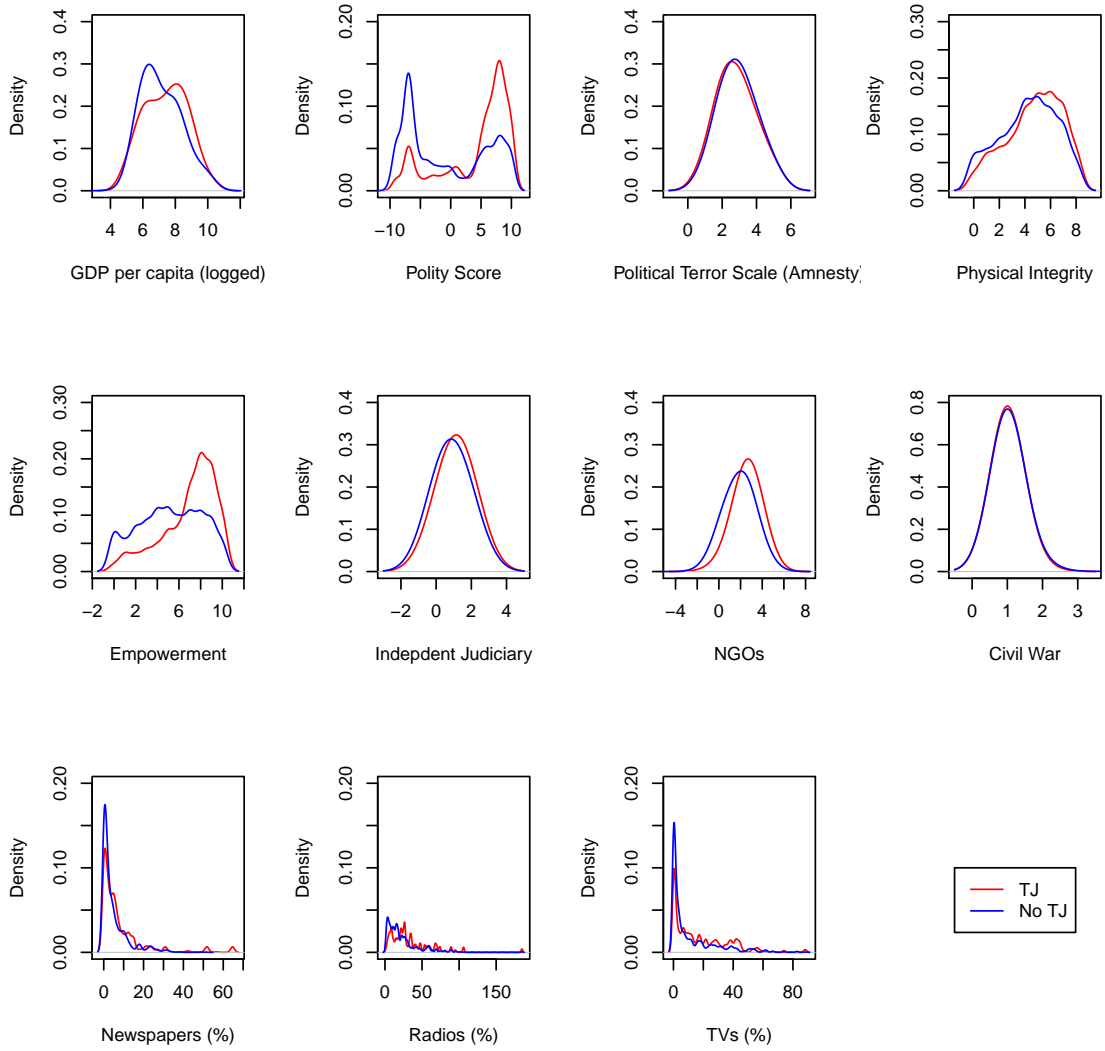 0.0 0.1 0.2 0.3 0.4
Density
4 6 8 10 12
GDP per capita (logged)
0.00 0.10 0.20
Density
−10 0 5 10
Polity Score
0.0 0.1 0.2 0.3 0.4
Density
0 2 4 6
Political Terror Scale (Amnesty)
0.00 0.10 0.20 0.30
Density
0 2 4 6 8
Physical Integrity
0.00 0.10 0.20 0.30
Density
−2 2 6 10
Empowerment
0.0 0.1 0.2 0.3 0.4
Density
−2 0 2 4
Indepdent Judiciary
0.0 0.1 0.2 0.3 0.4
Density
−4 0 4 8
NGOs
0.0 0.2 0.4 0.6 0.8
Density
0 1 2 3
Civil War
0.00 0.10 0.20
Density
0 20 40 60
Newspapers (%)
0.00 0.10 0.20
Density
0 50 150
Radios (%)
0.00 0.10 0.20
Density
0 40 80
TVs (%)
TJ
No TJ